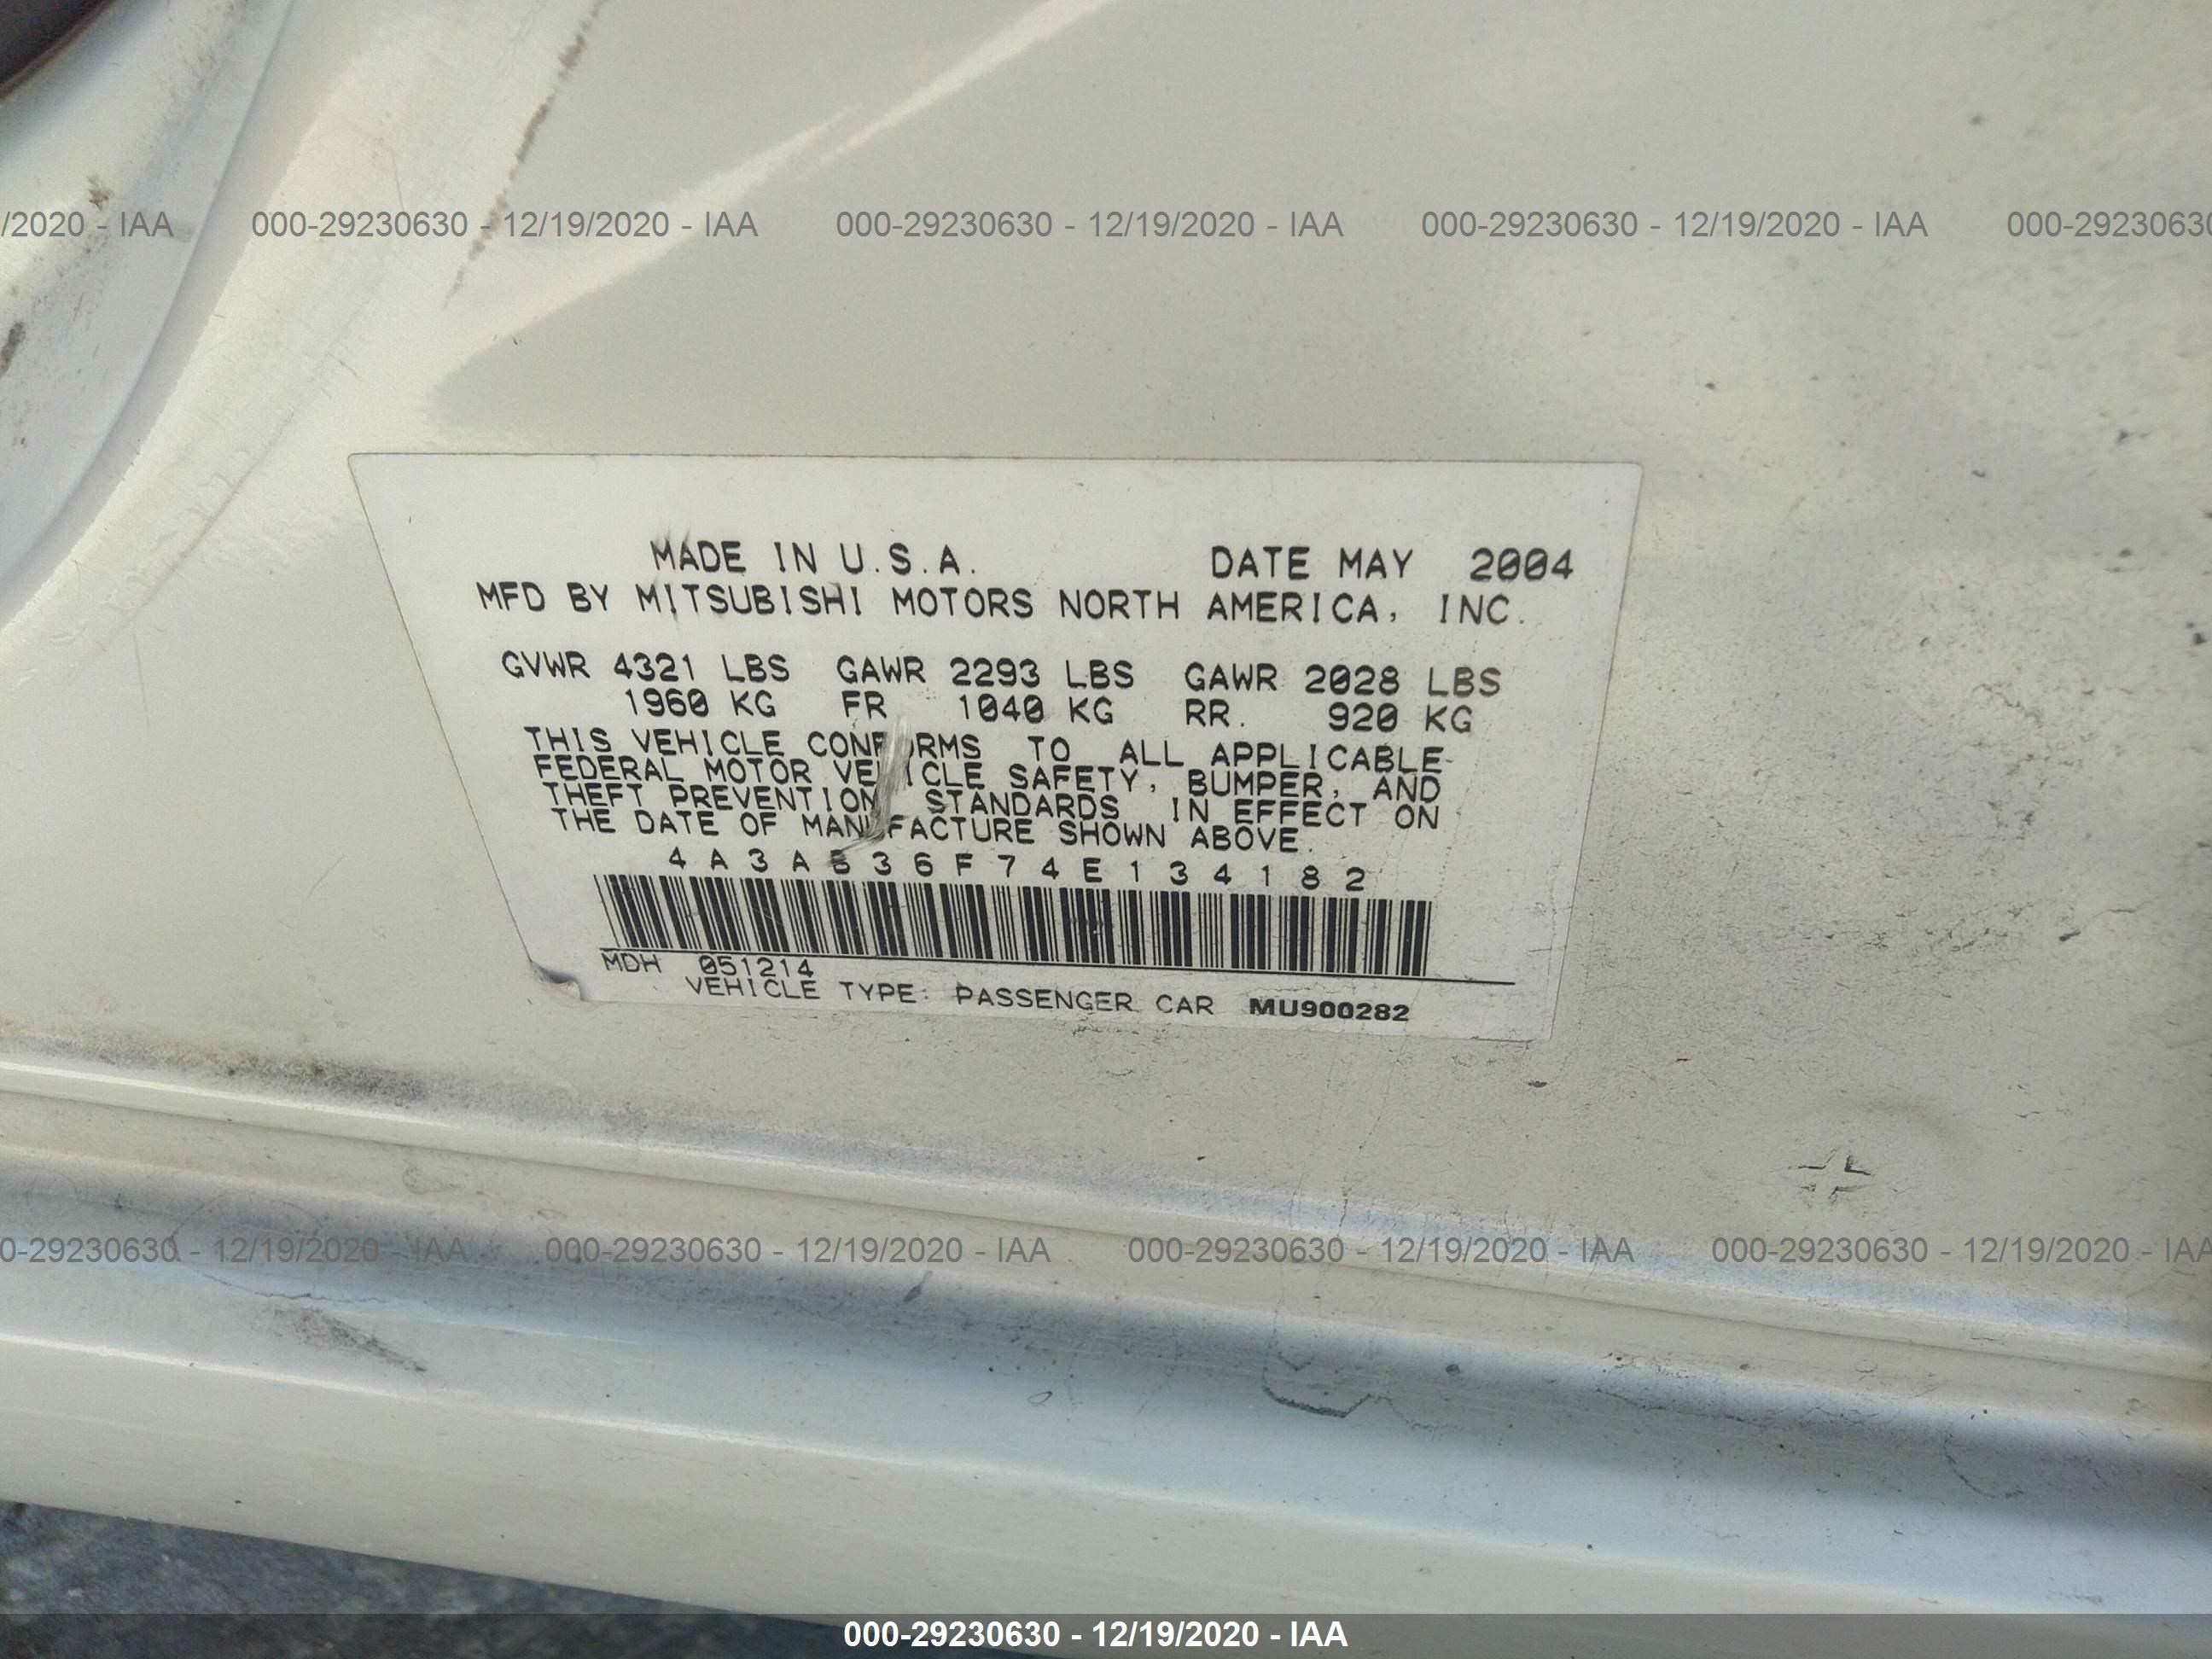 /2020 - IAA 000-29230630 - 12/19/2020 - IAA 000-29230630 - 12/19/2020 - IAA 000-29230630 - 12/19/2020 - IAA 000-29230630
MADE IN U.S.A. DATE MAY 2004
MFD BY MITSUBISHI MOTORS NORTH AMERICA, INC.
GVWR 4321 LBS GAWR 2293 LBS GAWR 2028 LBS
1960 KG FR 1040 KG RR. 920 KG
THIS VEHICLE CONFORMS TO ALL APPLICABLE
FEDERAL MOTOR VEHICLE SAFETY, BUMPER, AND
THEFT PREVENTION STANDARDS IN EFFECT ON
THE DATE OF MANUFACTURE SHOWN ABOVE.
4A3AB36F74E134182
MDH 051214
VEHICLE TYPE: PASSENGER CAR MU900282
0-29230630 - 12/19/2020 - IAA 000-29230630 - 12/19/2020 - IAA 000-29230630 - 12/19/2020 - IAA 000-29230630 - 12/19/2020 - IAA
000-29230630 - 12/19/2020 - IAA